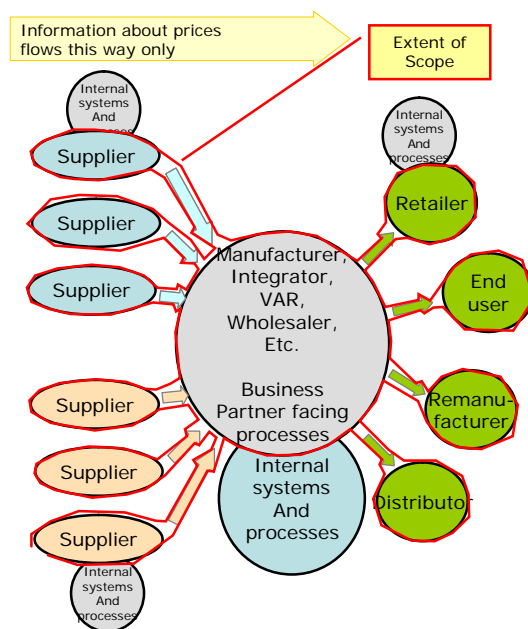 Information about prices
flows this way only
Extent of
Scope
Internal
systems
And
processes
Supplier
Supplier
Supplier
Supplier
Supplier
Supplier
Internal
systems
And
processes
Manufacturer,
Integrator,
VAR,
Wholesaler,
Etc.
Business
Partner facing
processes
Internal
systems
And
processes
Internal
systems
And
processes
Retailer
End
user
Remanu-
facturer
Distributor